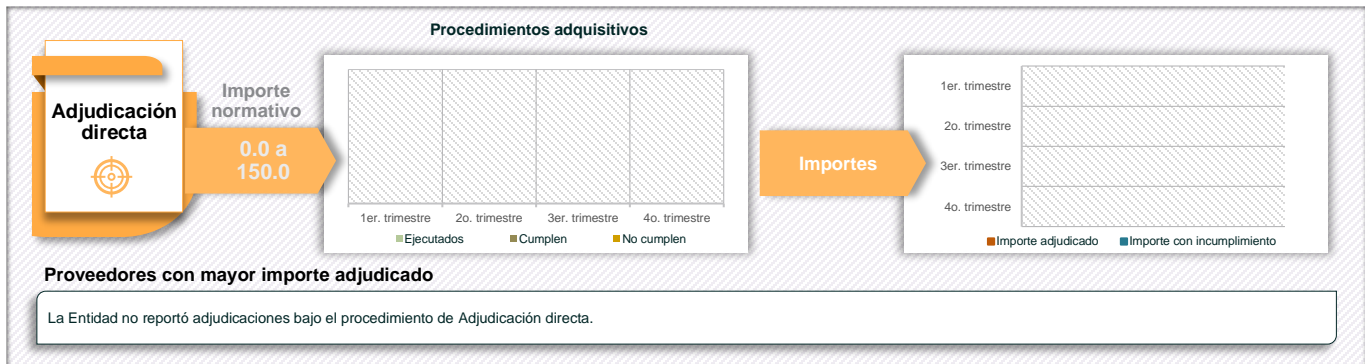 Procedimientos adquisitivos
Adjudicación
directa
Importe
normativo
0.0 a
150.0
1er. trimestre
2o. trimestre
3er. trimestre
4o. trimestre
Ejecutados
Cumplen
No cumplen
Importes
1er. trimestre
2o. trimestre
3er. trimestre
4o. trimestre
Importe adjudicado
Importe con incumplimiento
Proveedores con mayor importe adjudicado
La Entidad no reportó adjudicaciones bajo el procedimiento de Adjudicación directa.